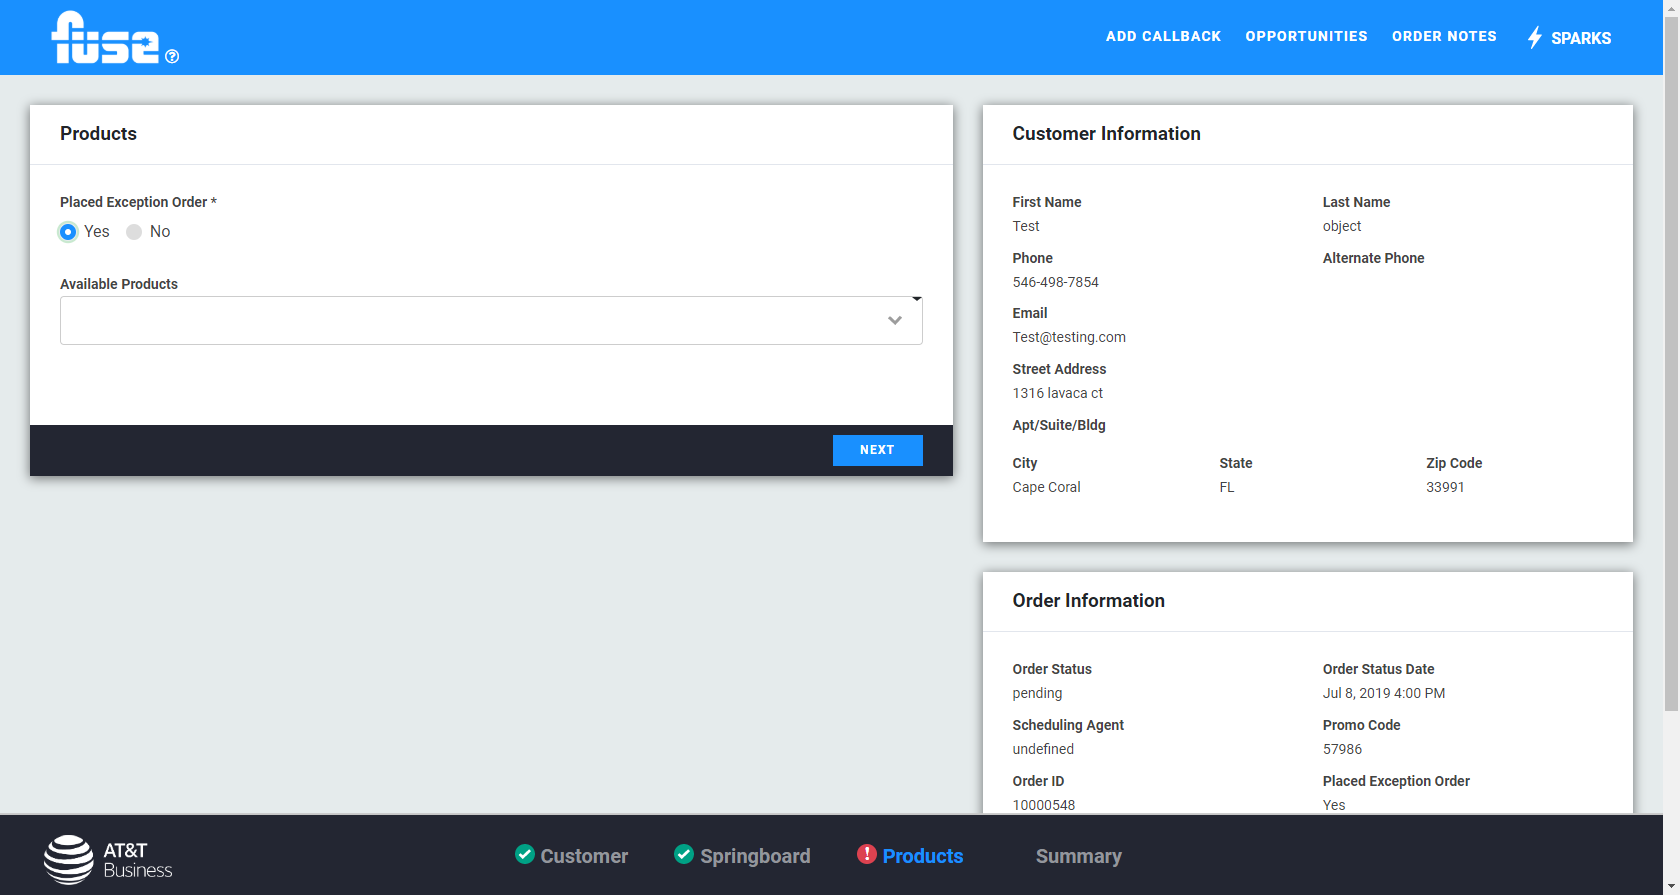 fuse
ADD CALLBACK OPPORTUNITIES ORDER NOTES SPARKS
Products
Placed Exception Order *
Yes No
Available Products
NEXT
Customer Information
First Name Last Name
Test object
Phone Alternate Phone
546-498-7854
Email
Test@testing.com
Street Address
1316 lavaca ct
Apt/Suite/Bldg
City State Zip Code
Cape Coral FL 33991
Order Information
Order Status Order Status Date
pending Jul 8, 2019 4:00 PM
Scheduling Agent Promo Code
undefined 57986
Order ID Placed Exception Order
10000548 Yes
AT&T
Business
Customer Springboard Products Summary